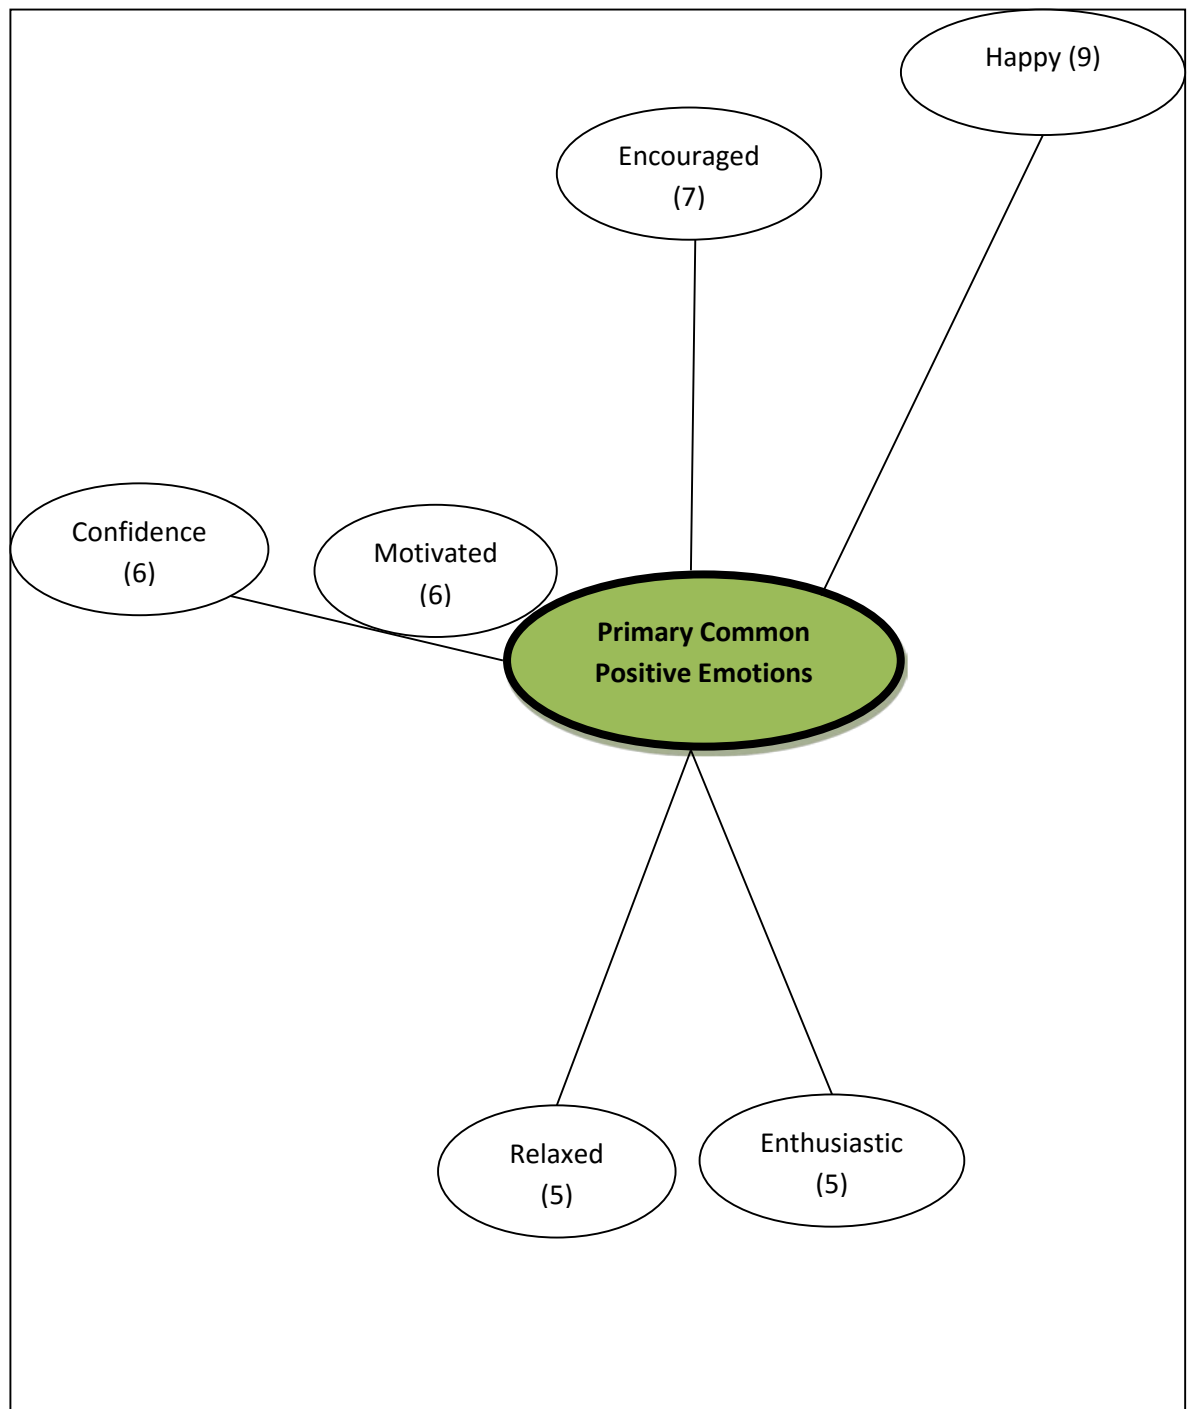 Happy (9)
Encouraged
(7)
Confidence
(6)
Motivated
(6)
Primary Common
Positive Emotions
Relaxed
(5)
Enthusiastic
(5)